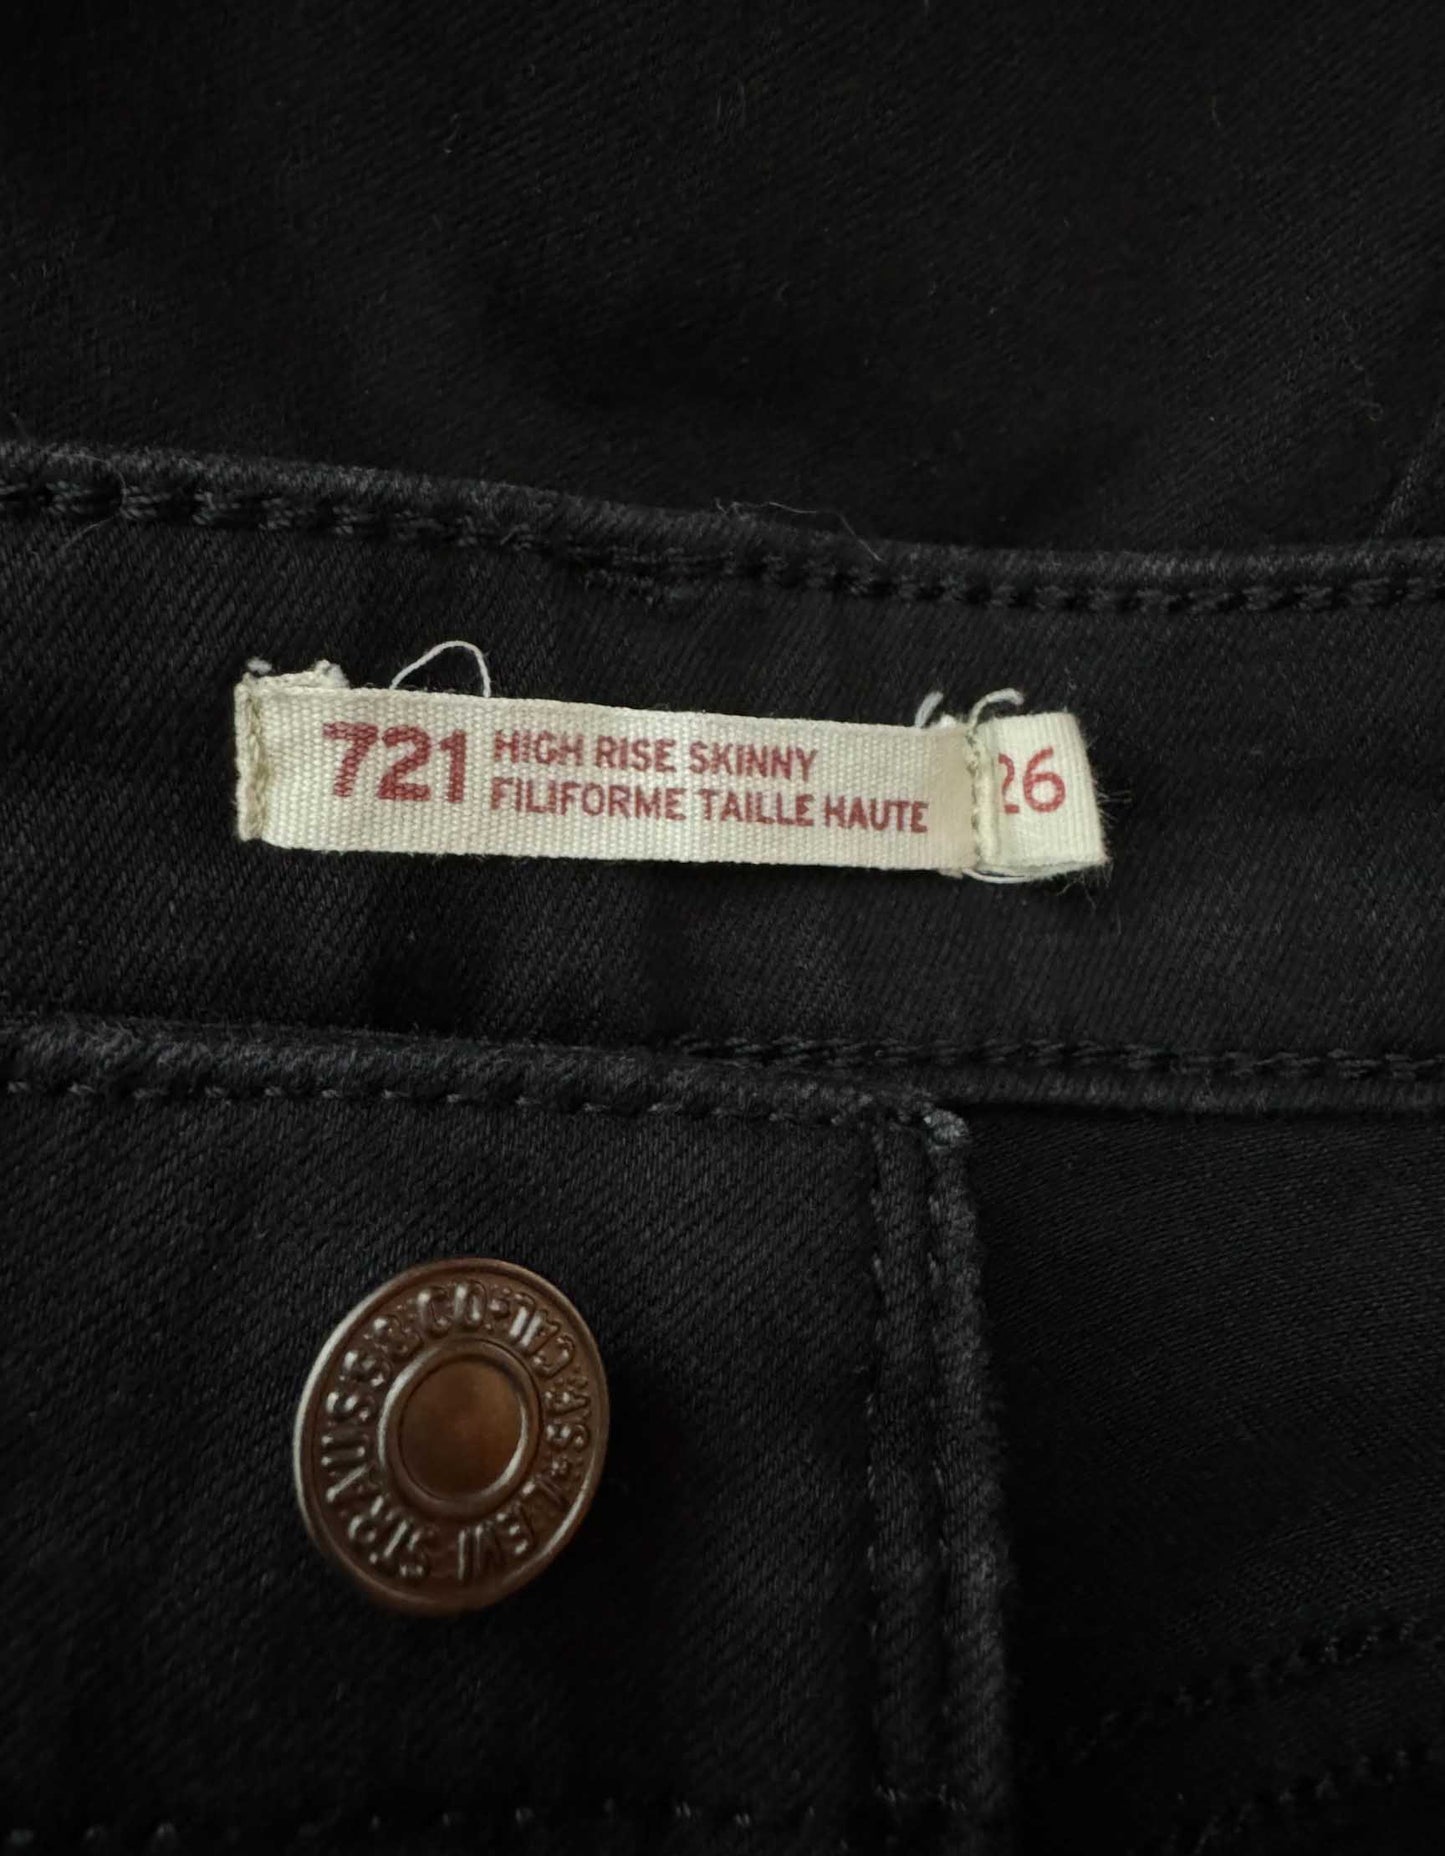 721 HIGH RISE SKINNY
FILIFORME TAILLE HAUTE
26
LEVI STRAUSS & CO. S.F. CAL.